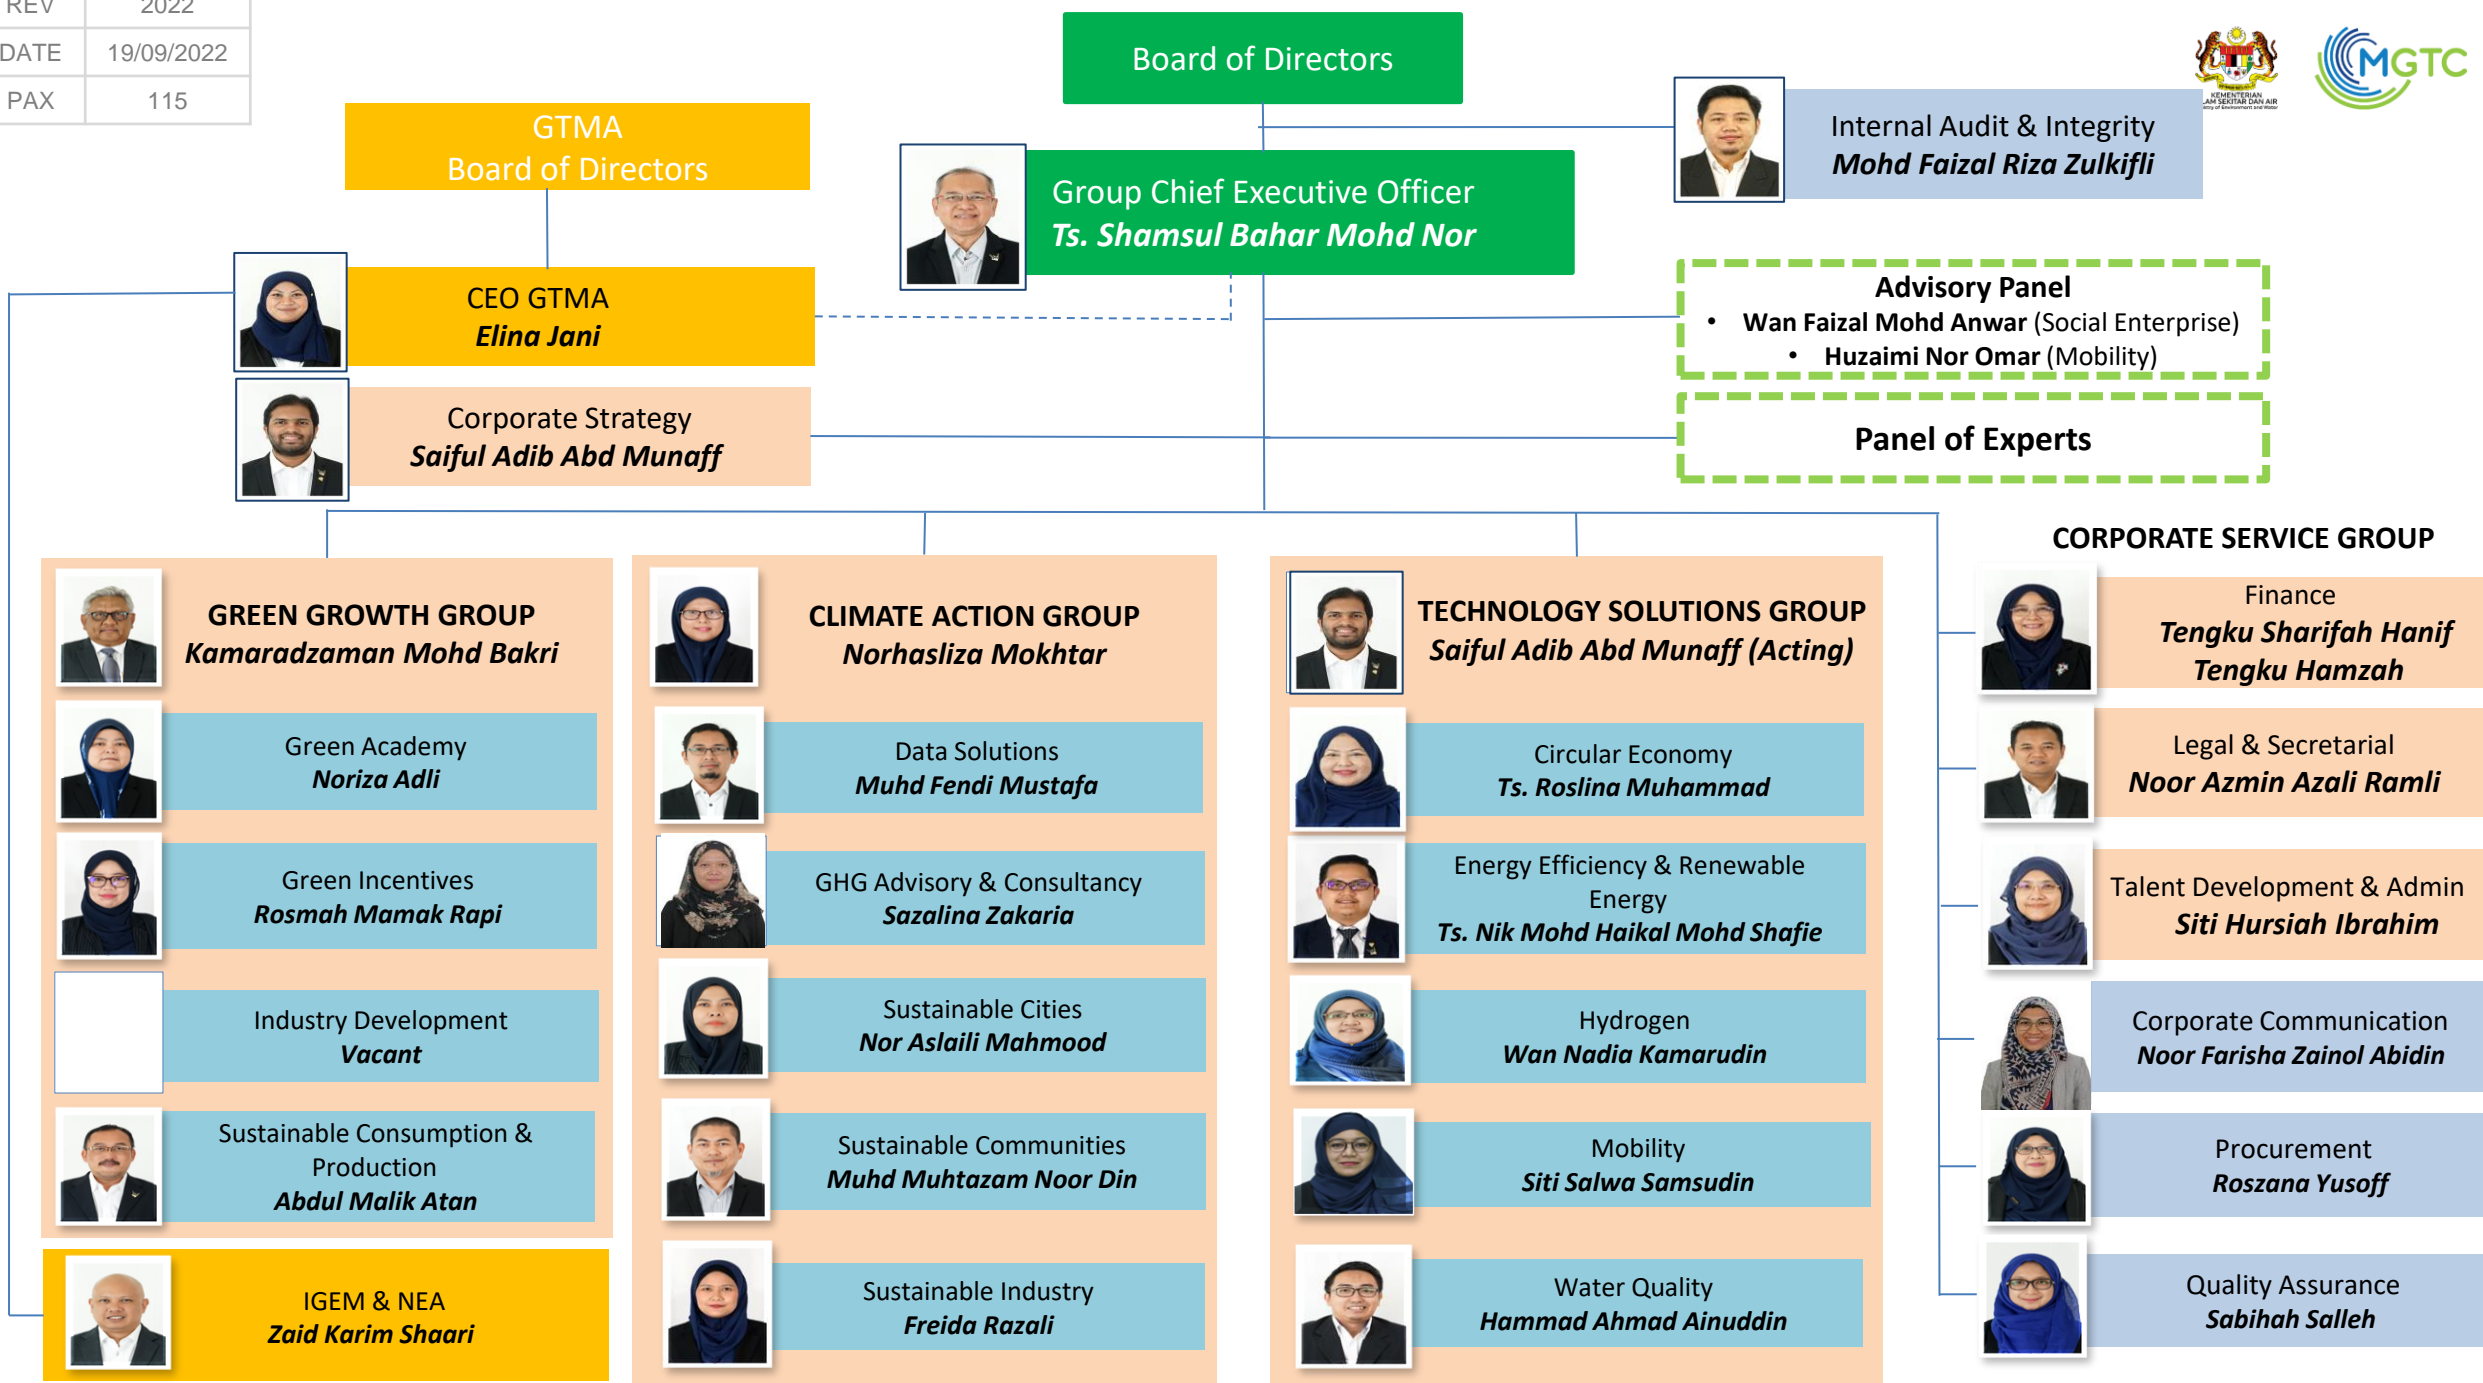 REV 2022
DATE 19/09/2022
PAX 115
Board of Directors
KEMENTERIAN
MGTC
GTMA
Board of Directors
Internal Audit & Integrity
Mohd Faizal Riza Zulkifli
Group Chief Executive Officer
Ts. Shamsul Bahar Mohd Nor
CEO GTMA
Elina Jani
Advisory Panel
• Wan Faizal Mohd Anwar (Social Enterprise)
• Huzaimi Nor Omar (Mobility)
Corporate Strategy
Saiful Adib Abd Munaff
Panel of Experts
GREEN GROWTH GROUP
Kamaradzaman Mohd Bakri
Green Academy
Noriza Adli
Green Incentives
Rosmah Mamak Rapi
Industry Development
Vacant
Sustainable Consumption &
Production
Abdul Malik Atan
IGEM & NEA
Zaid Karim Shaari
CLIMATE ACTION GROUP
Norhasliza Mokhtar
Data Solutions
Muhd Fendi Mustafa
GHG Advisory & Consultancy
Sazalina Zakaria
Sustainable Cities
Nor Aslaili Mahmood
Sustainable Communities
Muhd Muhtazam Noor Din
Sustainable Industry
Freida Razali
TECHNOLOGY SOLUTIONS GROUP
Saiful Adib Abd Munaff (Acting)
Circular Economy
Ts. Roslina Muhammad
Energy Efficiency & Renewable
Energy
Ts. Nik Mohd Haikal Mohd Shafie
Hydrogen
Wan Nadia Kamarudin
Mobility
Siti Salwa Samsudin
Water Quality
Hammad Ahmad Ainuddin
CORPORATE SERVICE GROUP
Finance
Tengku Sharifah Hanif
Tengku Hamzah
Legal & Secretarial
Noor Azmin Azali Ramli
Talent Development & Admin
Siti Hursiah Ibrahim
Corporate Communication
Noor Farisha Zainol Abidin
Procurement
Roszana Yusoff
Quality Assurance
Sabihah Salleh